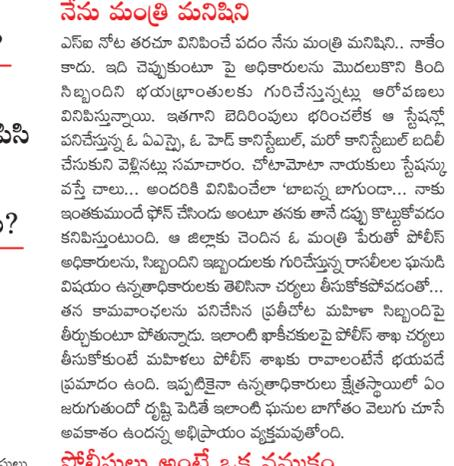 నేను మంత్రి మనిషిని
ఎస్ఐ నోట తరచూ వినిపించే పదం నేను మంత్రి మనిషిని.. నాకేం
కాదు. ఇది చెప్పుకుంటూ పై అధికారులను మొదలుకొని కింది
సిబ్బందిని భయభ్రాంతులకు గురిచేస్తున్నట్లు ఆరోపణలు
వినిపిస్తున్నాయి. ఇతగాని బెదిరింపులు భరించలేక ఆ స్టేషన్లో
పనిచేస్తున్న ఓ ఏఎస్సై, ఓ హెడ్ కానిస్టేబుల్, మరో కానిస్టేబుల్ బదిలీ
చేసుకుని వెళ్లినట్లు సమాచారం. చోటామోటా నాయకులు స్టేషన్కు
వస్తే చాలు... అందరికి వినిపించేలా ‘బాబన్న బాగుండా... నాకు
ఇంతకుముందే ఫోన్ చేసిండు అంటూ తనకు తానే డప్పు కొట్టుకోవడం
కనిపిస్తుంటుంది. ఆ జిల్లాకు చెందిన ఓ మంత్రి పేరుతో పోలీస్
అధికారులను, సిబ్బందిని ఇబ్బందులకు గురిచేస్తున్న రాసలీలల ఘనుడి
విషయం ఉన్నతాధికారులకు తెలిసినా చర్యలు తీసుకోకపోవడంతో...
తన కామవాంఛలను పనిచేసిన ప్రతీచోట మహిళా సిబ్బందిపై
తీర్చుకుంటూ పోతున్నాడు. ఇలాంటి ఖాకీచకులపై పోలీస్ శాఖ చర్యలు
తీసుకోకుంటే మహిళలు పోలీస్ శాఖకు రావాలంటేనే భయపడే
ప్రమాదం ఉంది. ఇప్పటికైనా ఉన్నతాధికారులు క్షేత్రస్థాయిలో ఏం
జరుగుతుందో దృష్టి పెడితే ఇలాంటి ఘనుల బాగోతం వెలుగు చూసే
అవకాశం ఉందన్న అభిప్రాయం వ్యక్తమవుతోంది.
పోలీసులు అంటే ఒక నమ్మకం